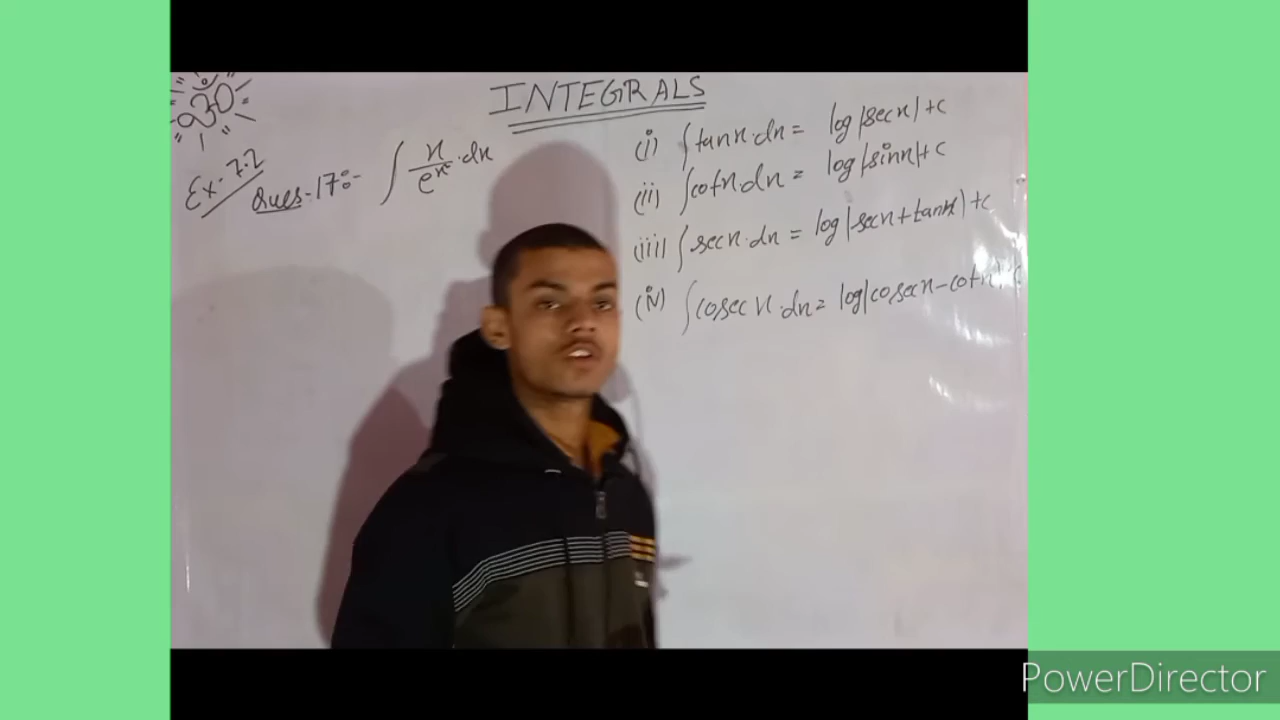 INTEGRALS
Ex-7.2
Ques-17:- ∫ x/e^x² · dx
(i) ∫tanx·dx = log|secx|+c
(ii) ∫cotx·dx = log|sinx|+c
(iii) ∫secx·dx = log|secx+tanx|+c
(iv) ∫cosecx·dx = log|cosecx-cotx|+c
PowerDirector